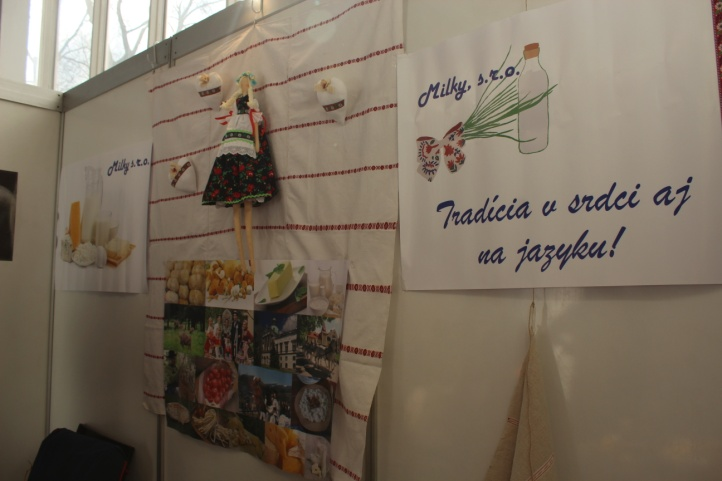 Milky s.r.o.
Milky, s.r.o.
Tradícia v srdci aj
na jazyku!